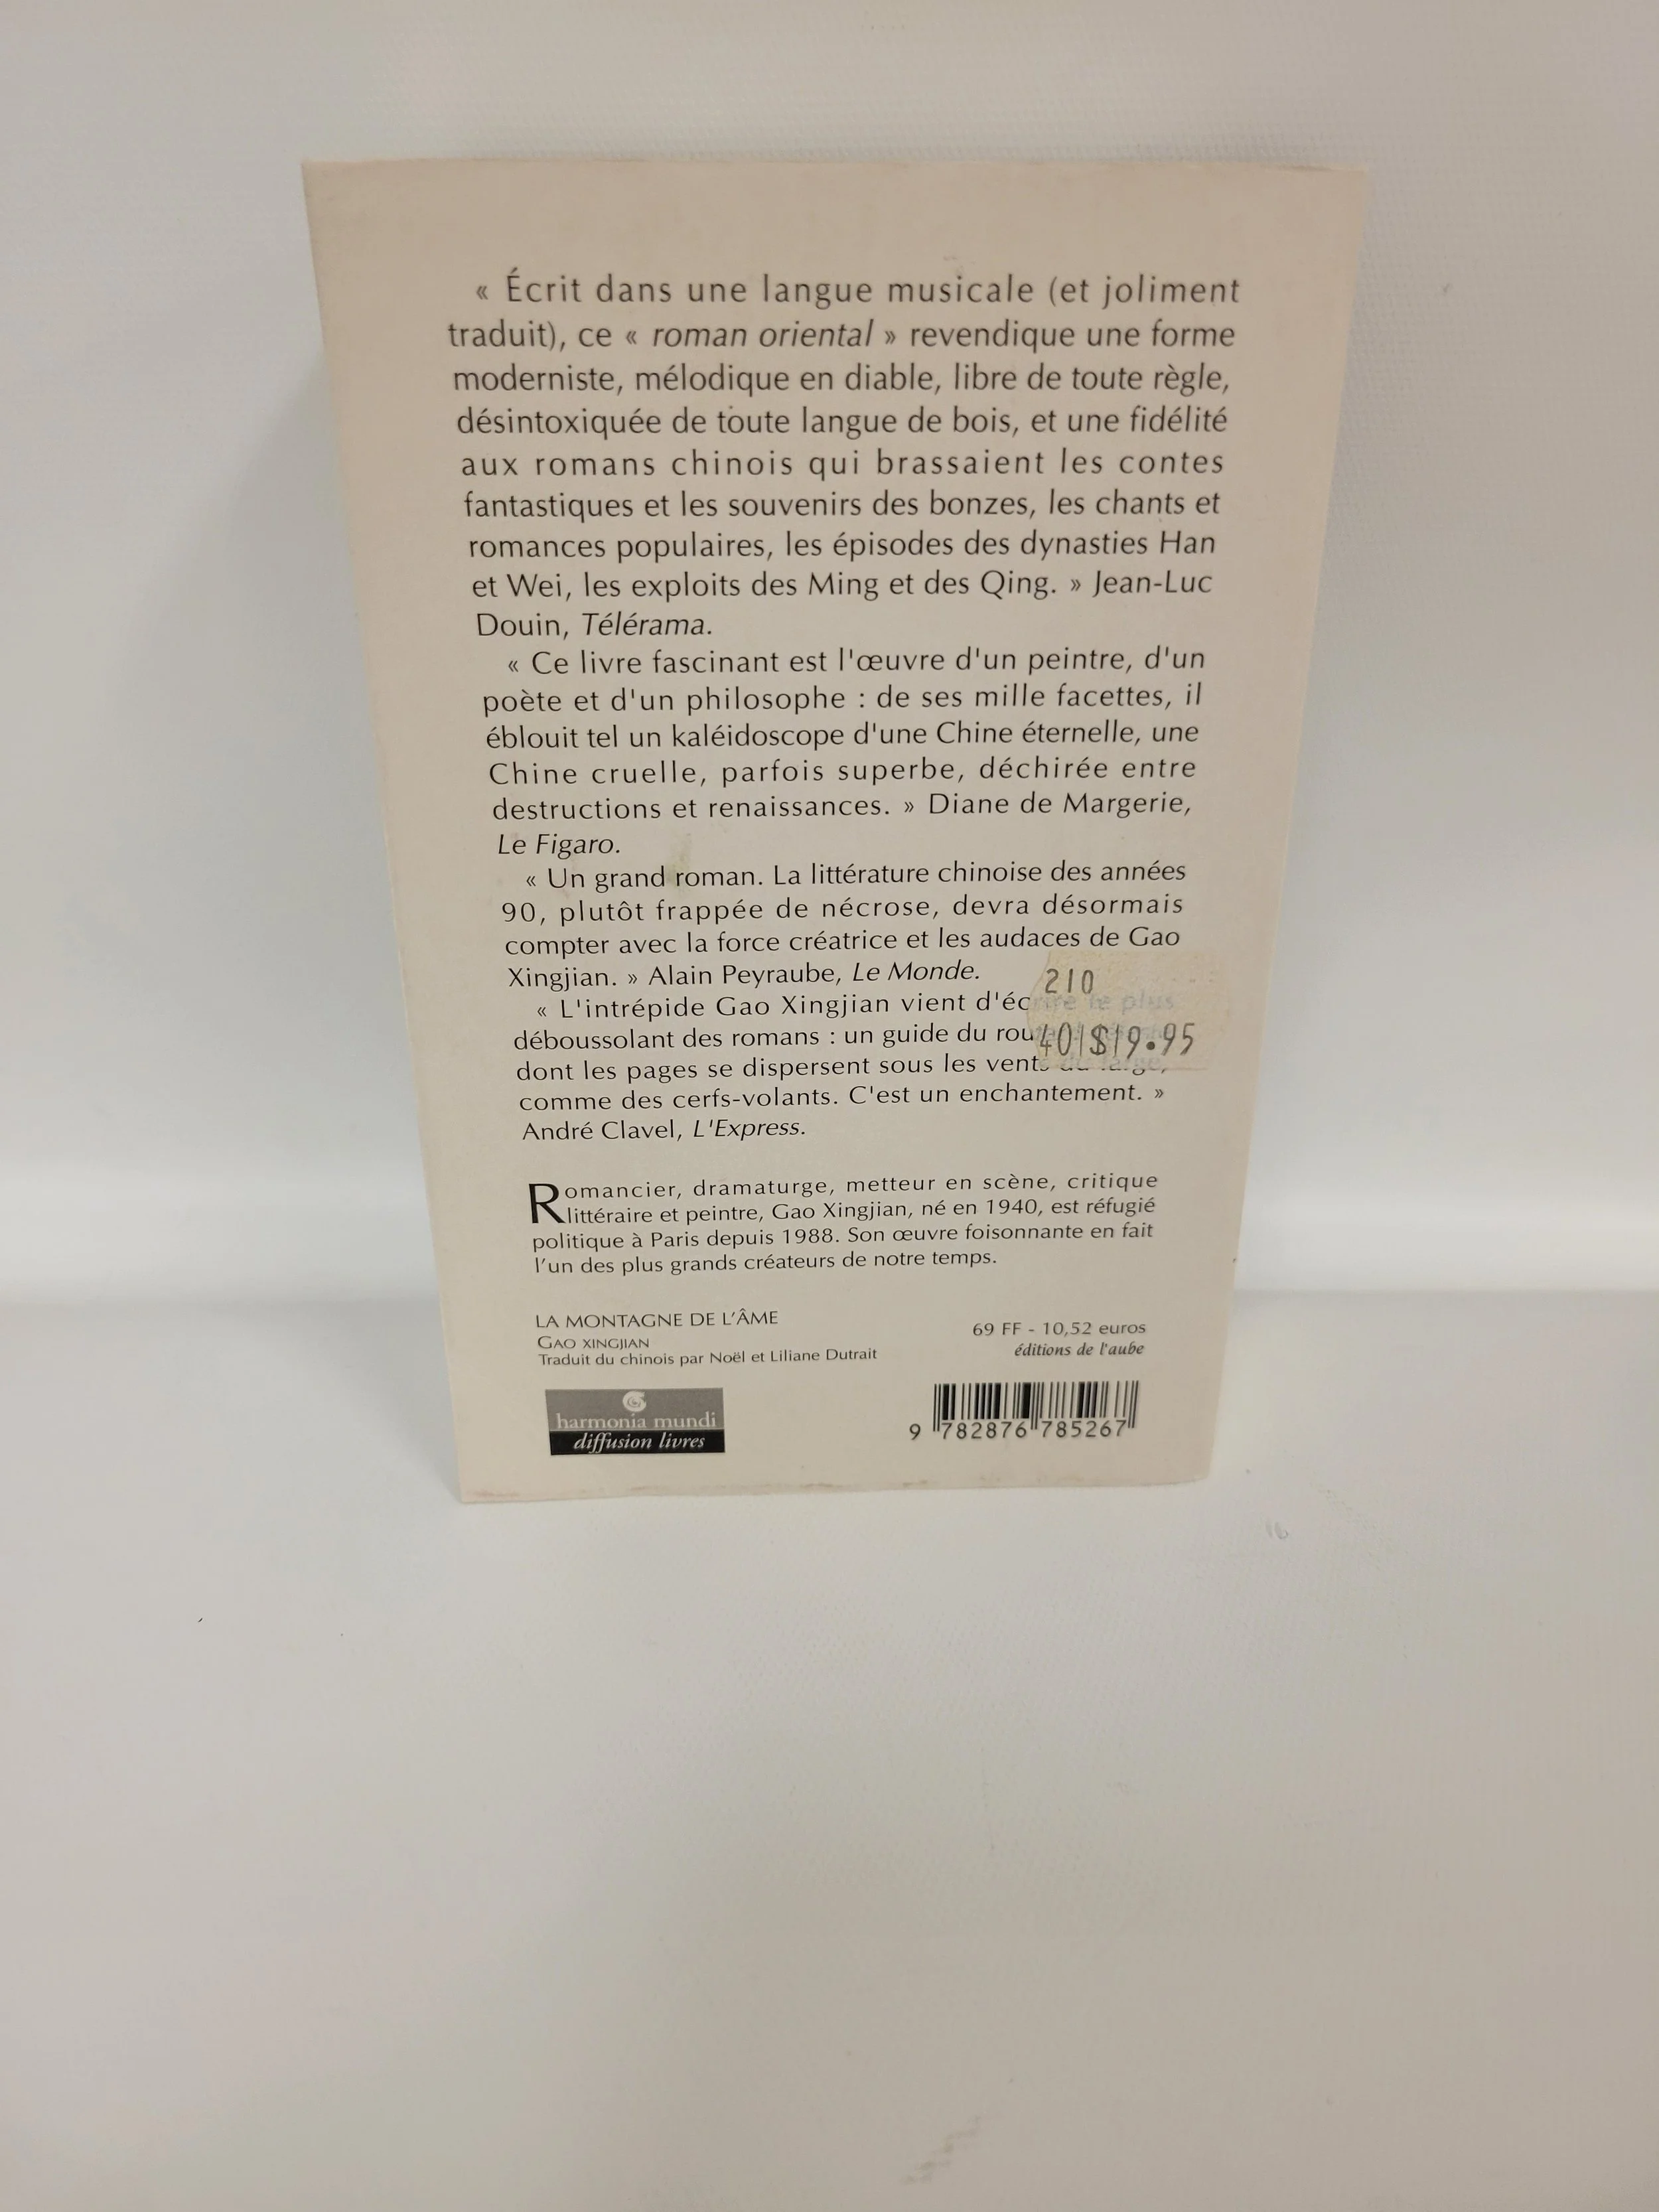 « Écrit dans une langue musicale (et joliment
traduit), ce « roman oriental » revendique une forme
moderniste, mélodique en diable, libre de toute règle,
désintoxiquée de toute langue de bois, et une fidélité
aux romans chinois qui brassaient les contes
fantastiques et les souvenirs des bonzes, les chants et
romances populaires, les épisodes des dynasties Han
et Wei, les exploits des Ming et des Qing. » Jean-Luc
Douin, Télérama.
« Ce livre fascinant est l'œuvre d'un peintre, d'un
poète et d'un philosophe : de ses mille facettes, il
éblouit tel un kaléidoscope d'une Chine éternelle, une
Chine cruelle, parfois superbe, déchirée entre
destructions et renaissances. » Diane de Margerie,
Le Figaro.
« Un grand roman. La littérature chinoise des années
90, plutôt frappée de nécrose, devra désormais
compter avec la force créatrice et les audaces de Gao
Xingjian. » Alain Peyraube, Le Monde.
210
« L'intrépide Gao Xingjian vient d'écrire le plus
déboussolant des romans : un guide du
401$19.95
dont les pages se dispersent sous les vents du large,
comme des cerfs-volants. C'est un enchantement. »
André Clavel, L'Express.
Romancier, dramaturge, metteur en scène, critique
littéraire et peintre, Gao Xingjian, né en 1940, est réfugié
politique à Paris depuis 1988. Son œuvre foisonnante en fait
l'un des plus grands créateurs de notre temps.
LA MONTAGNE DE L'ÂME
GAO XINGJIAN
Traduit du chinois par Noël et Liliane Dutrait
69 FF - 10,52 euros
éditions de l'aube
harmonia mundi
diffusion livres
9 782876 785267